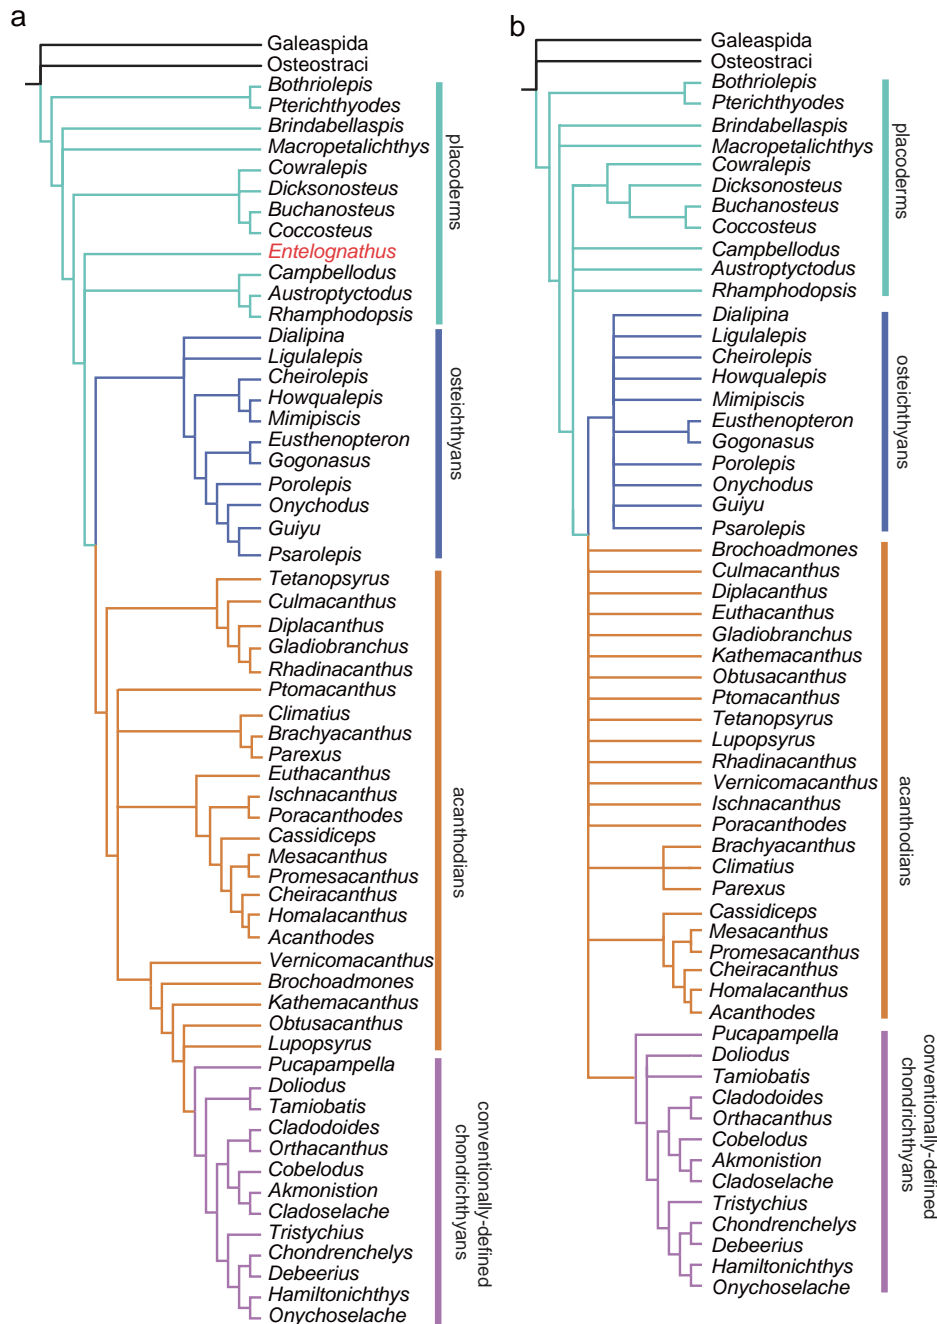 a
Galeaspida
Osteostraci
Bothriolepis
Pterichthyodes
Brindabellaspis
Macropetalichthys
Cowralepis
Dicksonosteus
Buchanosteus
Coccosteus
Entelognathus
Campbellodus
Austroptyctodus
Rhamphodopsis
placoderms
Dialipina
Ligulalepis
Cheirolepis
Howqualepis
Mimipiscis
Eusthenopteron
Gogonasus
Porolepis
Onychodus
Guiyu
Psarolepis
osteichthyans
Tetanopsyrus
Culmacanthus
Diplacanthus
Gladiobranchus
Rhadinacanthus
Ptomacanthus
Climatius
Brachyacanthus
Parexus
Euthacanthus
Ischnacanthus
Poracanthodes
Cassidiceps
Mesacanthus
Promesacanthus
Cheiracanthus
Homalacanthus
Acanthodes
Vernicomacanthus
Brochoadmones
Kathemacanthus
Obtusacanthus
Lupopsyrus
acanthodians
Pucapampella
Doliodus
Tamiobatis
Cladodoides
Orthacanthus
Cobelodus
Akmonistion
Cladoselache
Tristychius
Chondrenchelys
Debeerius
Hamiltonichthys
Onychoselache
conventionally-defined
chondrichthyans
b
Galeaspida
Osteostraci
Bothriolepis
Pterichthyodes
Brindabellaspis
Macropetalichthys
Cowralepis
Dicksonosteus
Buchanosteus
Coccosteus
Campbellodus
Austroptyctodus
Rhamphodopsis
placoderms
Dialipina
Ligulalepis
Cheirolepis
Howqualepis
Mimipiscis
Eusthenopteron
Gogonasus
Porolepis
Onychodus
Guiyu
Psarolepis
osteichthyans
Brochoadmones
Culmacanthus
Diplacanthus
Euthacanthus
Gladiobranchus
Kathemacanthus
Obtusacanthus
Ptomacanthus
Tetanopsyrus
Lupopsyrus
Rhadinacanthus
Vernicomacanthus
Ischnacanthus
Poracanthodes
Brachyacanthus
Climatius
Parexus
Cassidiceps
Mesacanthus
Promesacanthus
Cheiracanthus
Homalacanthus
Acanthodes
acanthodians
Pucapampella
Doliodus
Tamiobatis
Cladodoides
Orthacanthus
Cobelodus
Akmonistion
Cladoselache
Tristychius
Chondrenchelys
Debeerius
Hamiltonichthys
Onychoselache
conventionally-defined
chondrichthyans